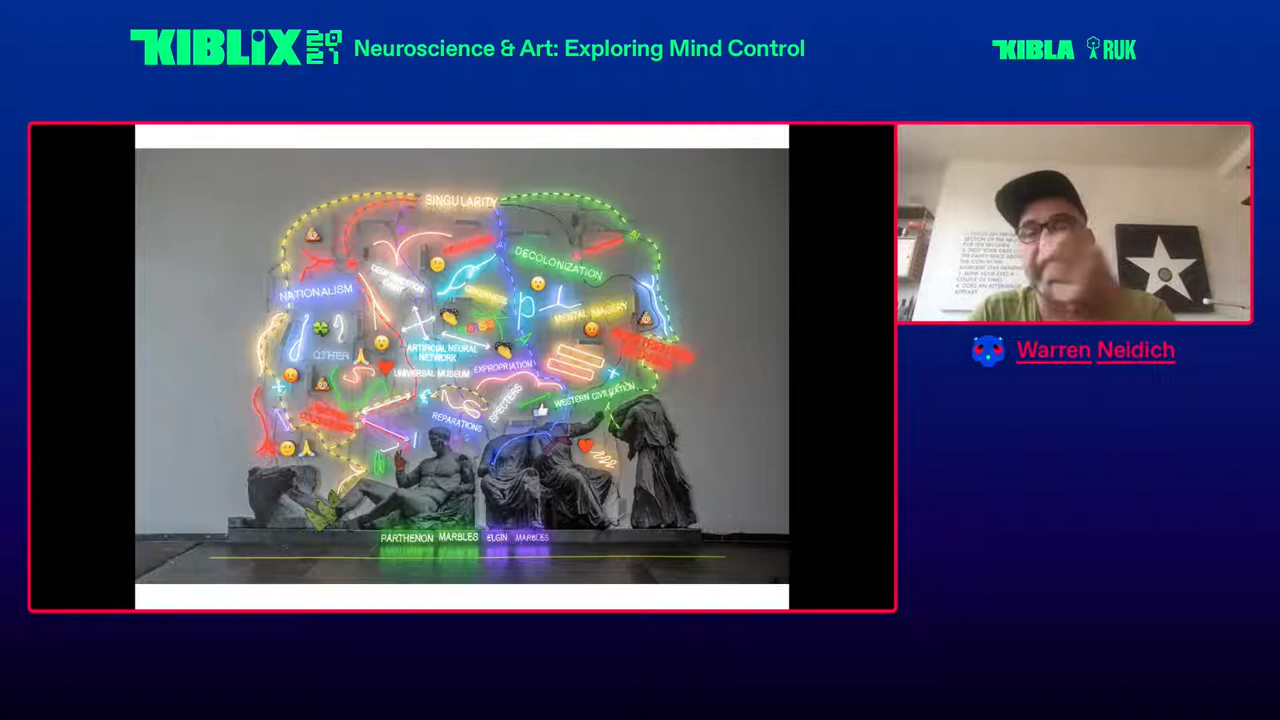 KIBLIX 2021
Neuroscience & Art: Exploring Mind Control
KIBLA
RUK
SINGULARITY
DECOLONIZATION
NATIONALISM
MENTAL IMAGERY
OTHER
ARTIFICIAL NEURAL
NETWORK
UNIVERSAL MUSEUM
EXPROPRIATION
SPECTERS
WESTERN CIVILIZATION
REPARATIONS
PARTHENON MARBLES ELGIN MARBLES
Warren Neidich